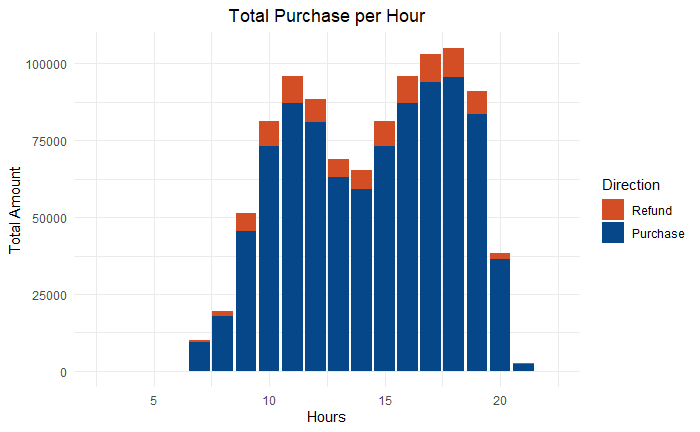 Total Purchase per Hour
Total Amount
100000
75000
50000
25000
0
5
10
15
20
Hours
Direction
Refund
Purchase